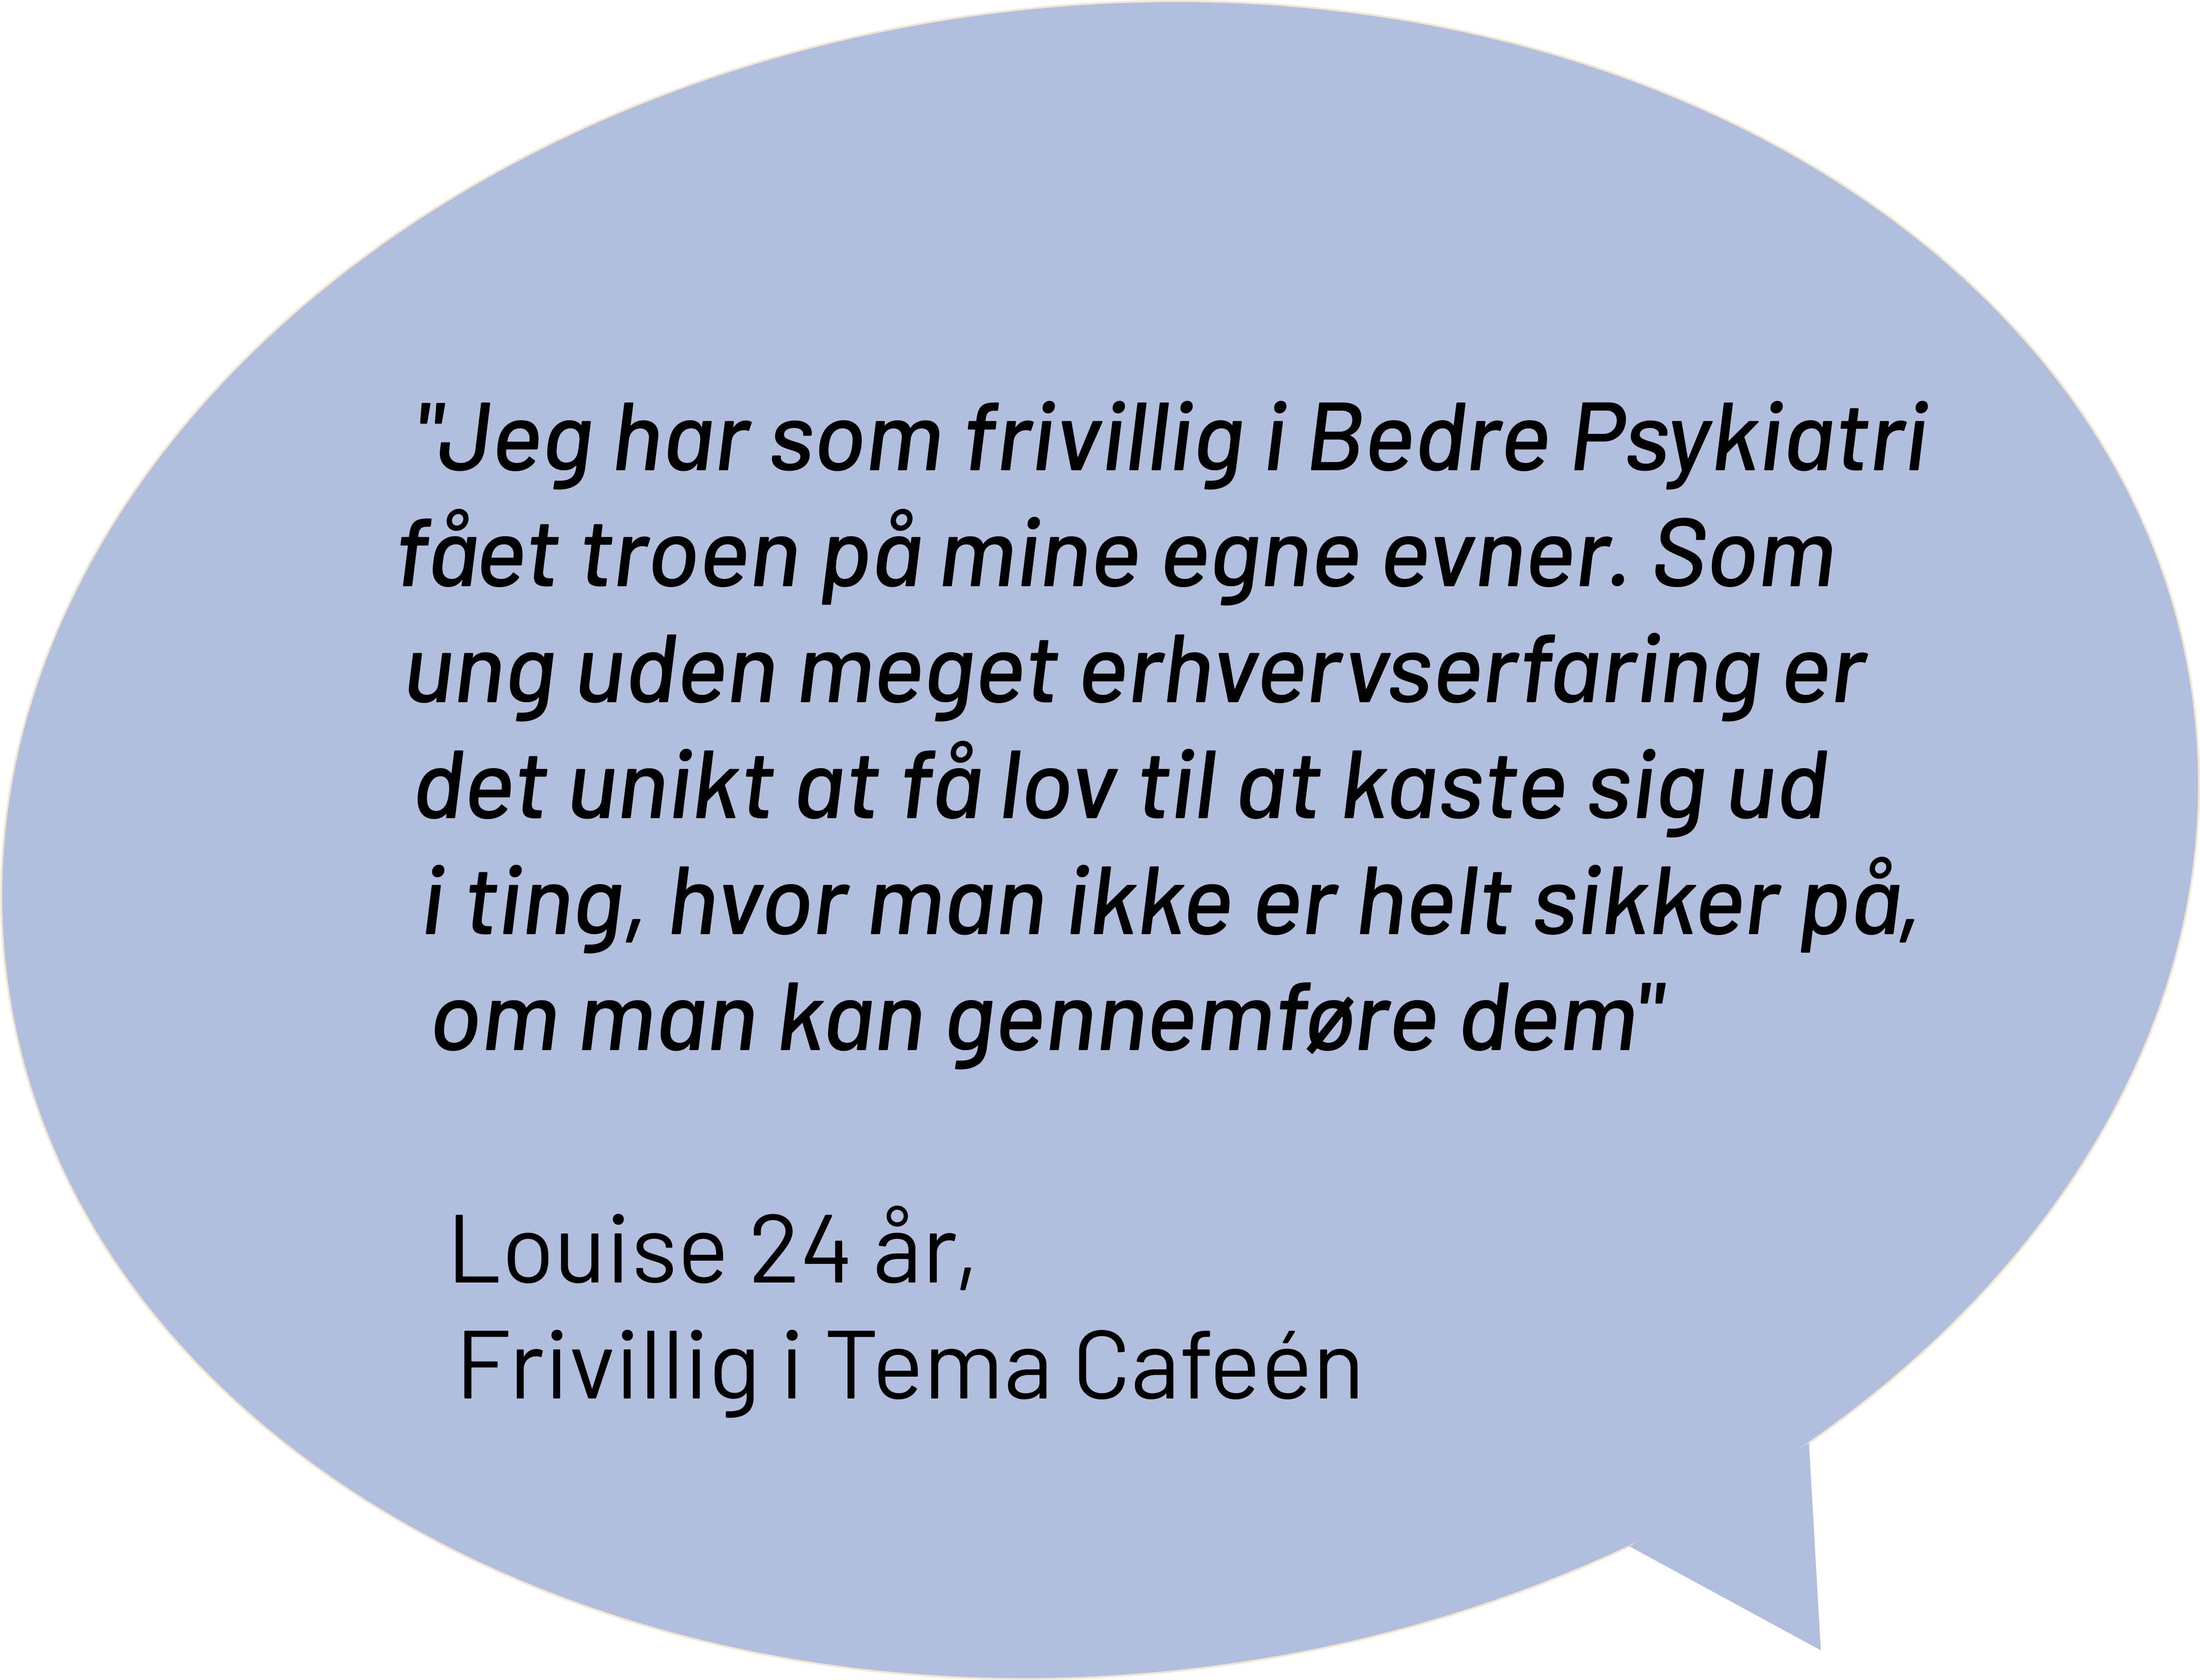 "Jeg har som frivillig i Bedre Psykiatri
fået troen på mine egne evner. Som
ung uden meget erhvervserfaring er
det unikt at få lov til at kaste sig ud
i ting, hvor man ikke er helt sikker på,
om man kan gennemføre dem"
Louise 24 år,
Frivillig i Tema Cafeén